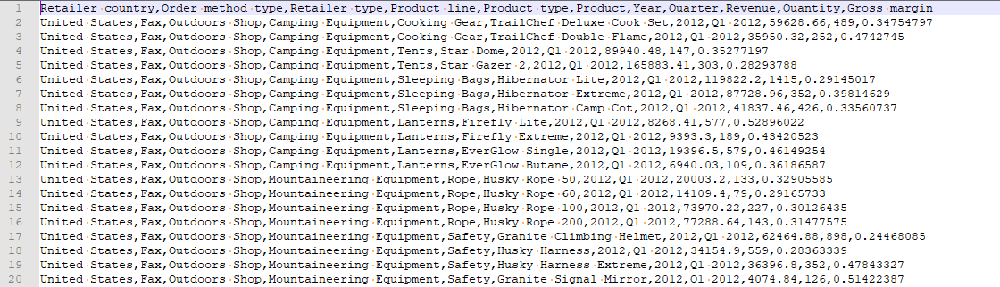 1 Retailer country,Order method type,Retailer type,Product line,Product type,Product,Year,Quarter,Revenue,Quantity,Gross margin
2 United States,Fax,Outdoors Shop,Camping Equipment,Cooking Gear,TrailChef Deluxe Cook Set,2012,Q1 2012,59628.66,489,0.34754797
3 United States,Fax,Outdoors Shop,Camping Equipment,Cooking Gear,TrailChef Double Flame,2012,Q1 2012,35950.32,252,0.4742745
4 United States,Fax,Outdoors Shop,Camping Equipment,Tents,Star Dome,2012,Q1 2012,89940.48,147,0.35277197
5 United States,Fax,Outdoors Shop,Camping Equipment,Tents,Star Gazer 2,2012,Q1 2012,165883.41,303,0.28293788
6 United States,Fax,Outdoors Shop,Camping Equipment,Sleeping Bags,Hibernator Lite,2012,Q1 2012,119822.2,1415,0.29145017
7 United States,Fax,Outdoors Shop,Camping Equipment,Sleeping Bags,Hibernator Extreme,2012,Q1 2012,87728.96,352,0.39814629
8 United States,Fax,Outdoors Shop,Camping Equipment,Sleeping Bags,Hibernator Camp Cot,2012,Q1 2012,41837.46,426,0.33560737
9 United States,Fax,Outdoors Shop,Camping Equipment,Lanterns,Firefly Lite,2012,Q1 2012,8268.41,577,0.52896022
10 United States,Fax,Outdoors Shop,Camping Equipment,Lanterns,Firefly Extreme,2012,Q1 2012,9393.3,189,0.43420523
11 United States,Fax,Outdoors Shop,Camping Equipment,Lanterns,EverGlow Single,2012,Q1 2012,19396.5,579,0.46149254
12 United States,Fax,Outdoors Shop,Camping Equipment,Lanterns,EverGlow Butane,2012,Q1 2012,6940.03,109,0.36186587
13 United States,Fax,Outdoors Shop,Mountaineering Equipment,Rope,Husky Rope 50,2012,Q1 2012,20003.2,133,0.32905585
14 United States,Fax,Outdoors Shop,Mountaineering Equipment,Rope,Husky Rope 60,2012,Q1 2012,14109.4,79,0.29165733
15 United States,Fax,Outdoors Shop,Mountaineering Equipment,Rope,Husky Rope 100,2012,Q1 2012,73970.22,227,0.30126435
16 United States,Fax,Outdoors Shop,Mountaineering Equipment,Rope,Husky Rope 200,2012,Q1 2012,77288.64,143,0.31477575
17 United States,Fax,Outdoors Shop,Mountaineering Equipment,Safety,Granite Climbing Helmet,2012,Q1 2012,62464.88,898,0.24468085
18 United States,Fax,Outdoors Shop,Mountaineering Equipment,Safety,Husky Harness,2012,Q1 2012,34154.9,559,0.28363339
19 United States,Fax,Outdoors Shop,Mountaineering Equipment,Safety,Husky Harness Extreme,2012,Q1 2012,36396.8,352,0.47843327
20 United States,Fax,Outdoors Shop,Mountaineering Equipment,Safety,Granite Signal Mirror,2012,Q1 2012,4074.84,126,0.51422387